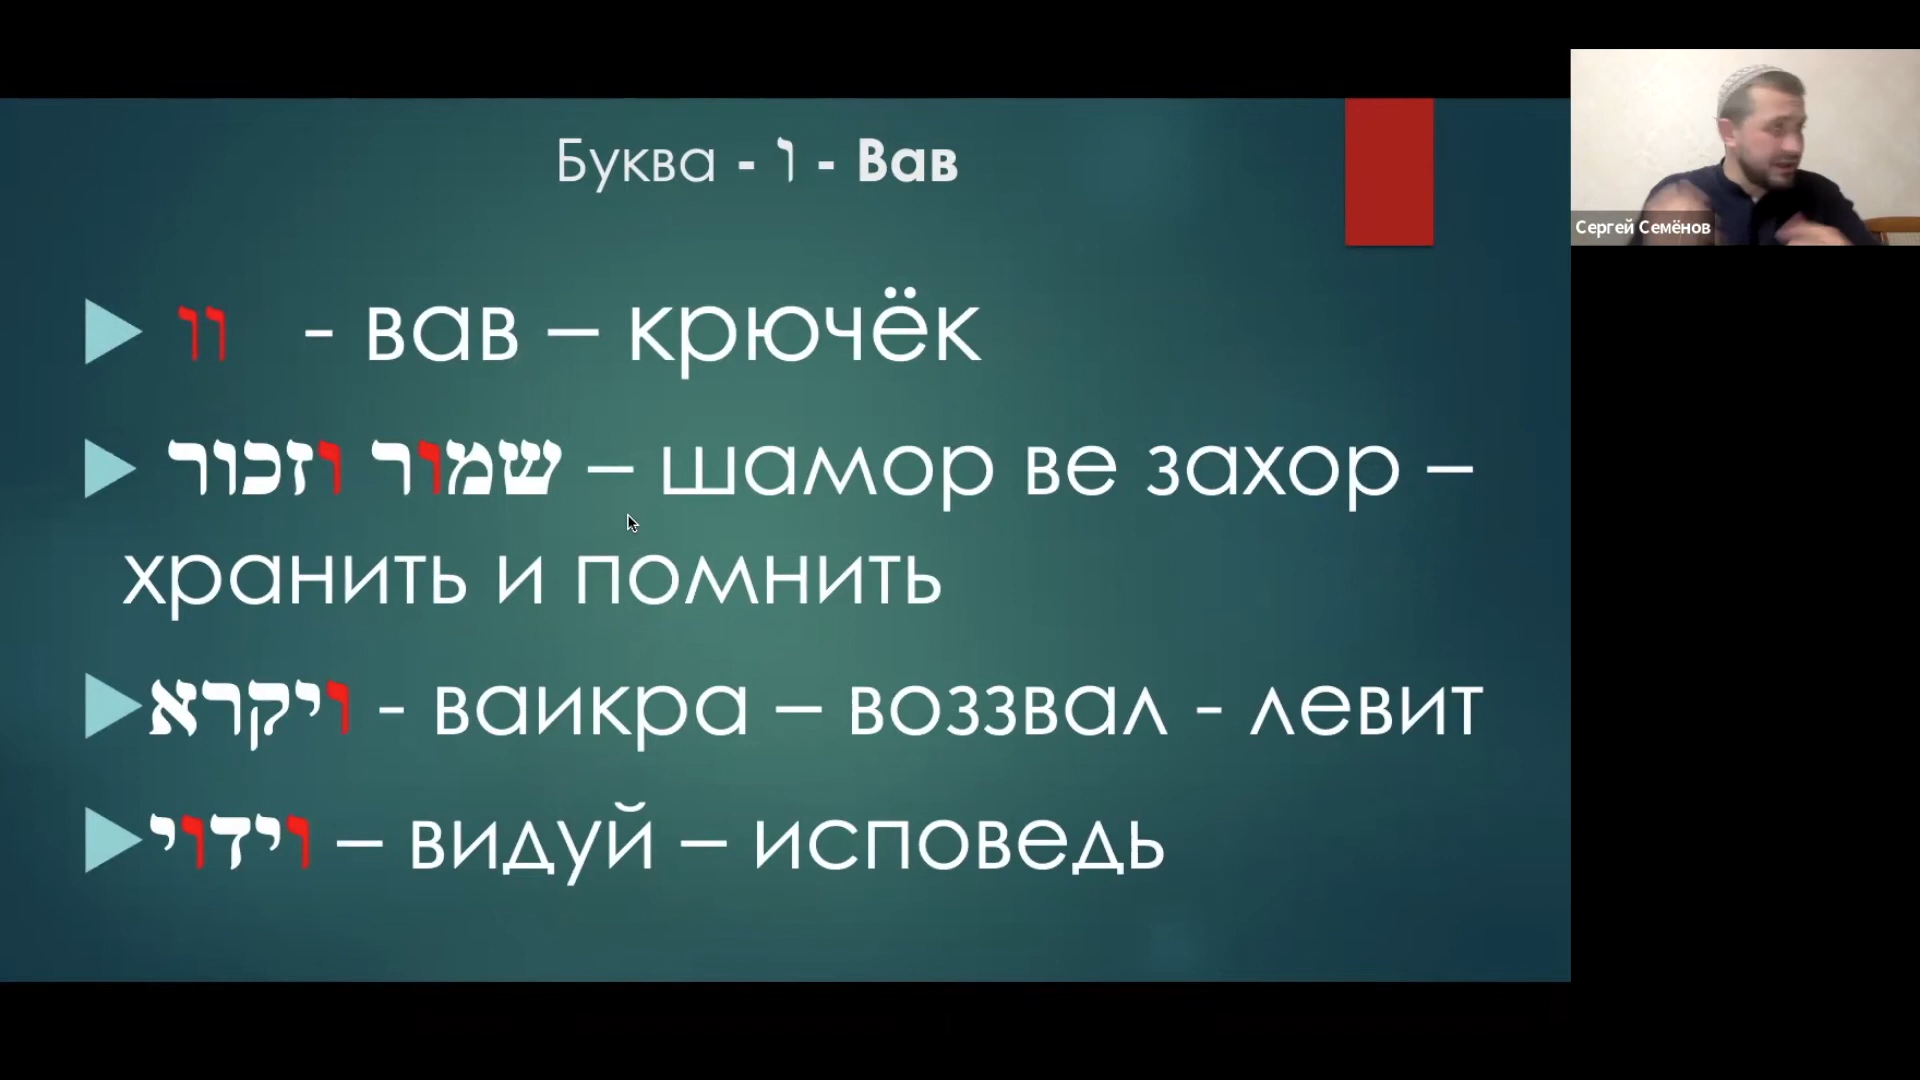 Буква - ו - Вав
Сергей Семёнов
וו - вав – крючёк
שמור וזכור – шамор ве захор –
хранить и помнить
ויקרא - ваикра – воззвал - левит
וידוי – видуй – исповедь